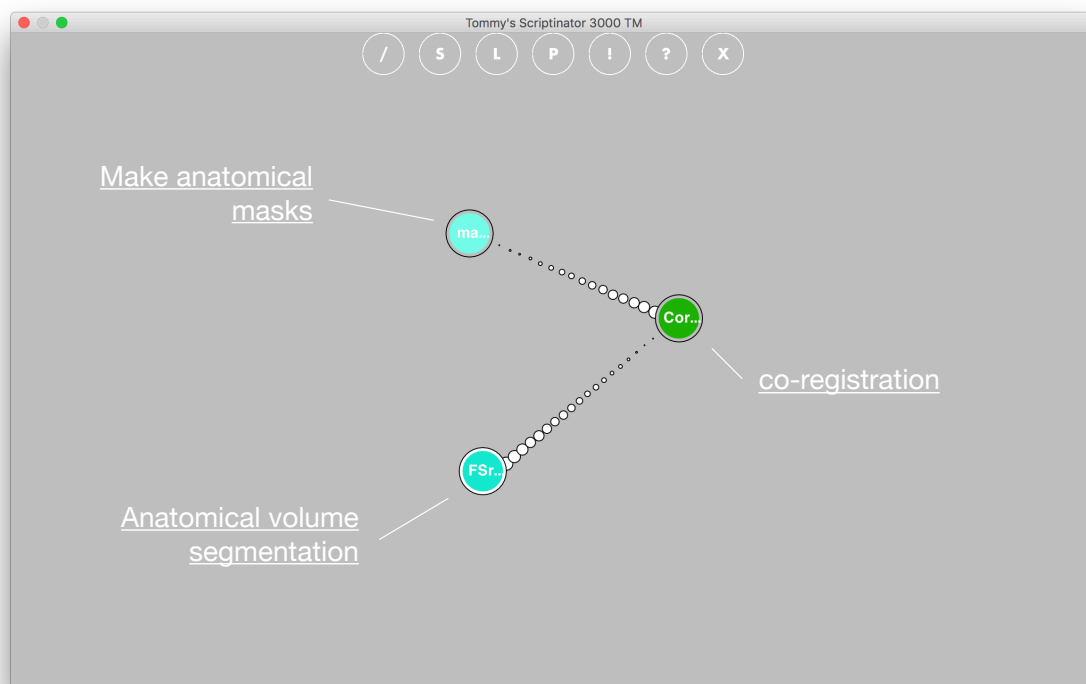 Tommy's Scriptinator 3000 TM
/ S L P ! ? X
Make anatomical
masks
ma...
Cor...
co-registration
FSr...
Anatomical volume
segmentation